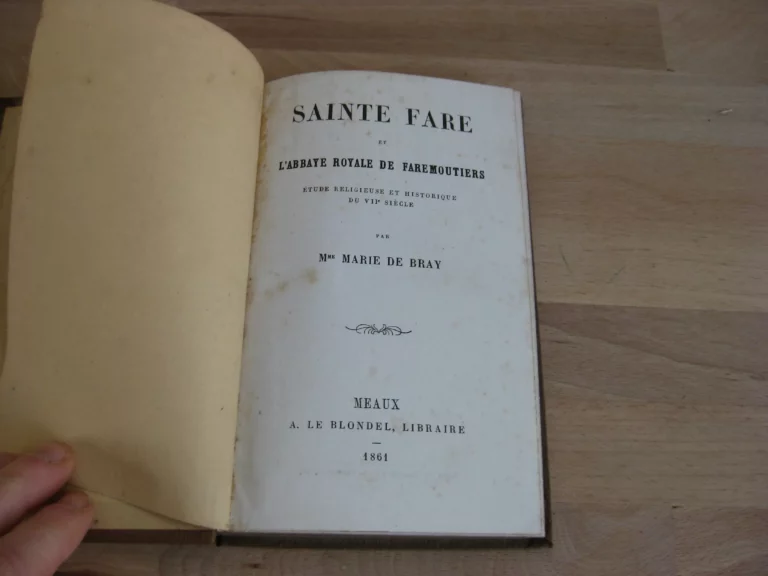 SAINTE FARE
ET
L'ABBAYE ROYALE DE FAREMOUTIERS
ÉTUDE RELIGIEUSE ET HISTORIQUE
DU VIIe SIÈCLE
PAR
Mme MARIE DE BRAY
MEAUX
A. LE BLONDEL, LIBRAIRE
1861